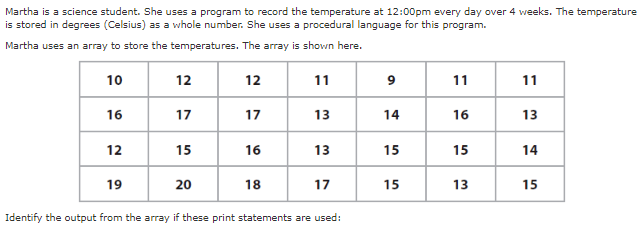 Martha is a science student. She uses a program to record the temperature at 12:00pm every day over 4 weeks. The temperature
is stored in degrees (Celsius) as a whole number. She uses a procedural language for this program.
Martha uses an array to store the temperatures. The array is shown here.
10 12 12 11 9 11 11
16 17 17 13 14 16 13
12 15 16 13 15 15 14
19 20 18 17 15 13 15
Identify the output from the array if these print statements are used: